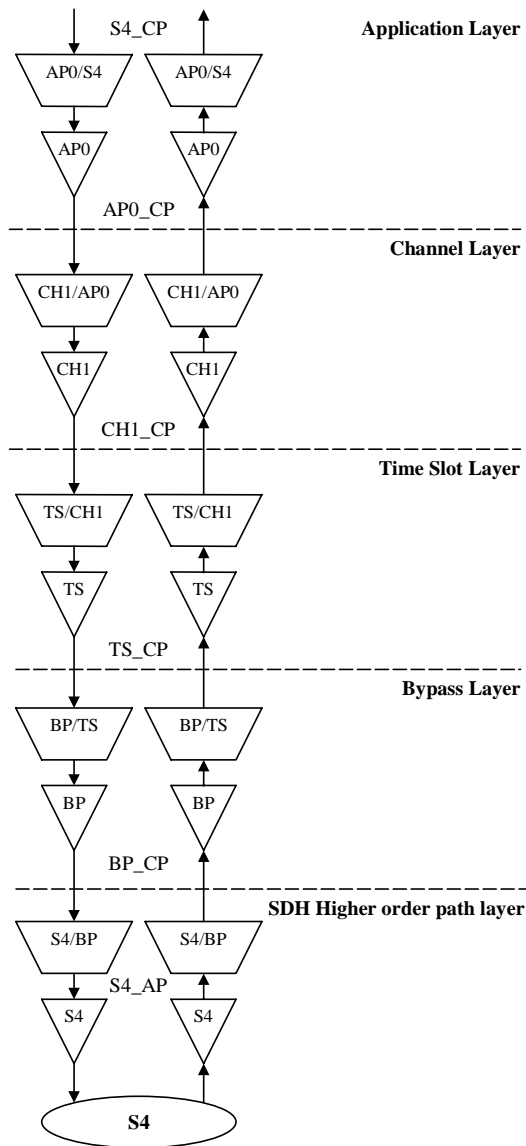 S4_CP
Application Layer
AP0/S4 AP0/S4
AP0 AP0
AP0_CP
Channel Layer
CH1/AP0 CH1/AP0
CH1 CH1
CH1_CP
Time Slot Layer
TS/CH1 TS/CH1
TS TS
TS_CP
Bypass Layer
BP/TS BP/TS
BP BP
BP_CP
SDH Higher order path layer
S4/BP S4/BP
S4_AP
S4 S4
S4